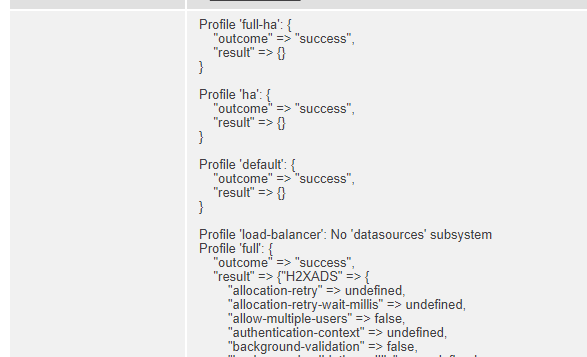 Profile 'full-ha': {
"outcome" => "success",
"result" => {}
}
Profile 'ha': {
"outcome" => "success",
"result" => {}
}
Profile 'default': {
"outcome" => "success",
"result" => {}
}
Profile 'load-balancer': No 'datasources' subsystem
Profile 'full': {
"outcome" => "success",
"result" => {"H2XADS" => {
"allocation-retry" => undefined,
"allocation-retry-wait-millis" => undefined,
"allow-multiple-users" => false,
"authentication-context" => undefined,
"background-validation" => false,